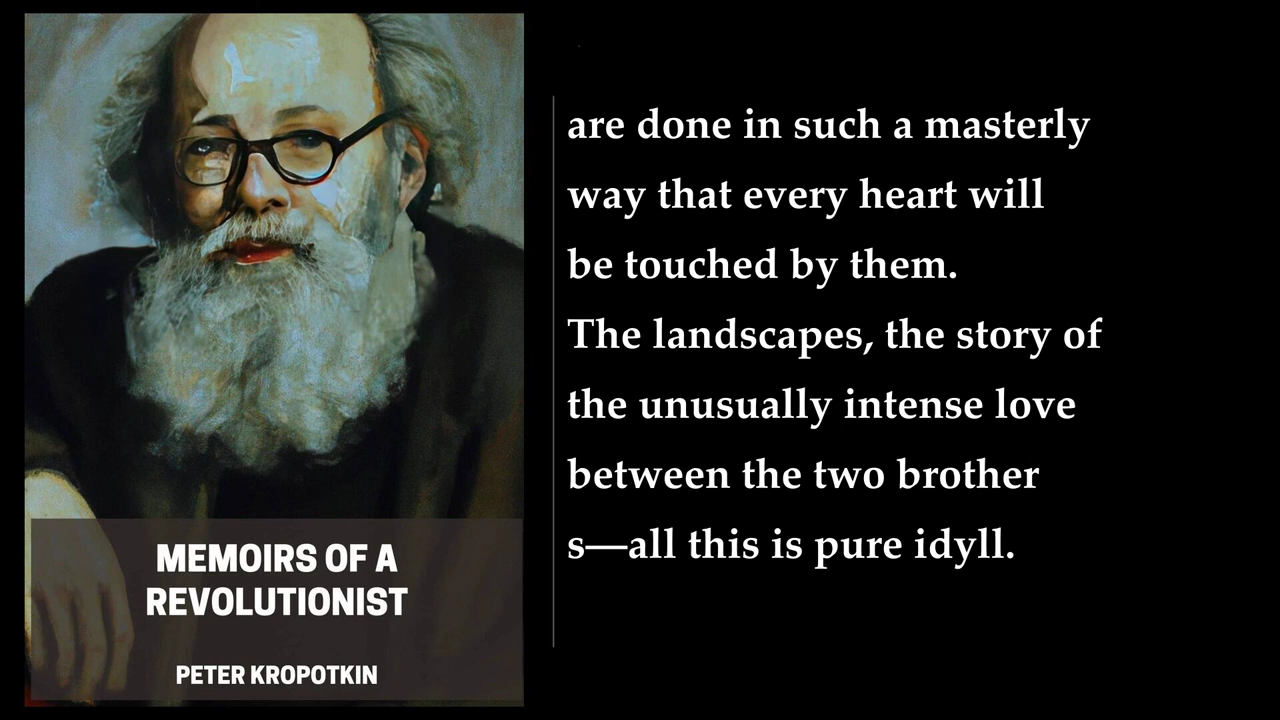 MEMOIRS OF A
REVOLUTIONIST
PETER KROPOTKIN
are done in such a masterly
way that every heart will
be touched by them.
The landscapes, the story of
the unusually intense love
between the two brother
s—all this is pure idyll.